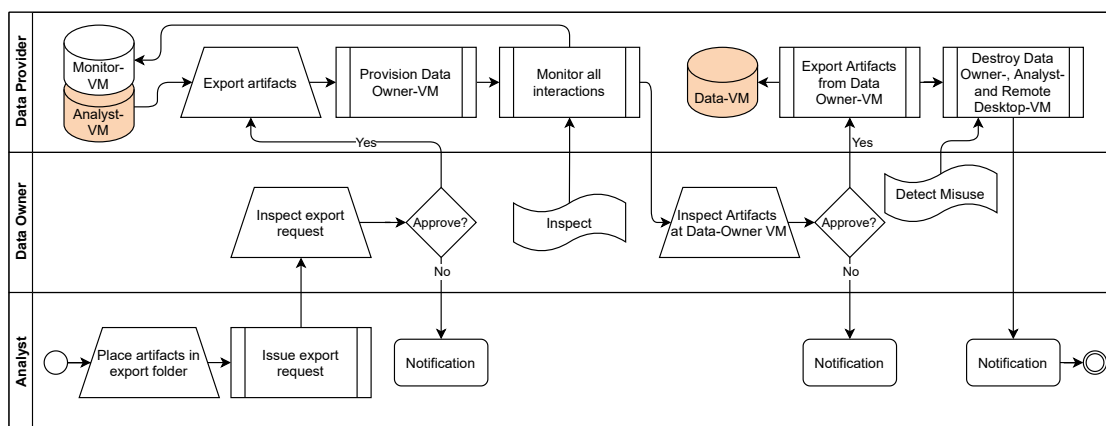 Data Provider
Monitor-
VM
Analyst-
VM
Export artifacts
Provision Data
Owner-VM
Monitor all
interactions
Data-VM
Export Artifacts
from Data
Owner-VM
Destroy Data
Owner-, Analyst-
and Remote
Desktop-VM
Yes
Yes
Data Owner
Inspect export
request
Approve?
Inspect
Inspect Artifacts
at Data-Owner VM
Approve?
Detect Misuse
No
No
Analyst
Place artifacts in
export folder
Issue export
request
Notification
Notification
Notification